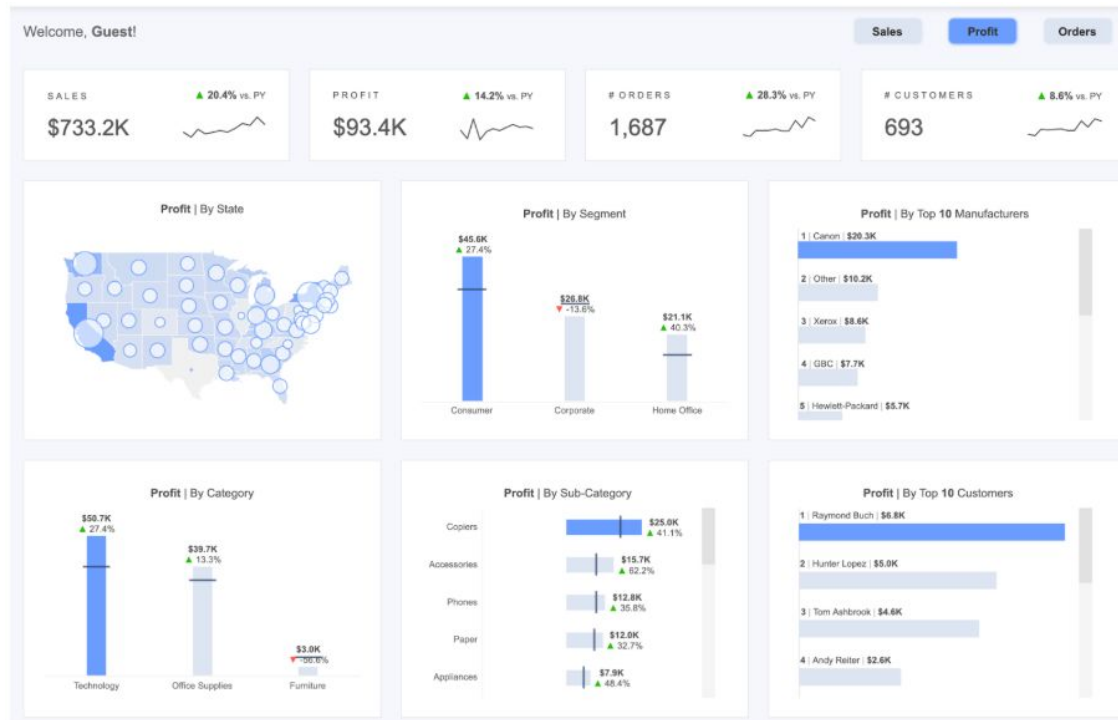 Welcome, Guest!
Sales
Profit
Orders
SALES
▲ 20.4% vs. PY
$733.2K
PROFIT
▲ 14.2% vs. PY
$93.4K
# ORDERS
▲ 28.3% vs. PY
1,687
# CUSTOMERS
▲ 8.6% vs. PY
693
Profit | By State
Profit | By Segment
$45.6K
▲ 27.4%
$26.8K
▼ -13.6%
$21.1K
▲ 40.3%
Consumer
Corporate
Home Office
Profit | By Top 10 Manufacturers
1 | Canon | $20.3K
2 | Other | $10.2K
3 | Xerox | $8.6K
4 | GBC | $7.7K
5 | Hewlett-Packard | $5.7K
Profit | By Category
$50.7K
▲ 27.4%
$39.7K
▲ 13.3%
$3.0K
▼ -56.6%
Technology
Office Supplies
Furniture
Profit | By Sub-Category
Copiers
$25.0K
▲ 41.1%
Accessories
$15.7K
▲ 62.2%
Phones
$12.8K
▲ 35.8%
Paper
$12.0K
▲ 32.7%
Appliances
$7.9K
▲ 48.4%
Profit | By Top 10 Customers
1 | Raymond Buch | $6.8K
2 | Hunter Lopez | $5.0K
3 | Tom Ashbrook | $4.6K
4 | Andy Reiter | $2.6K